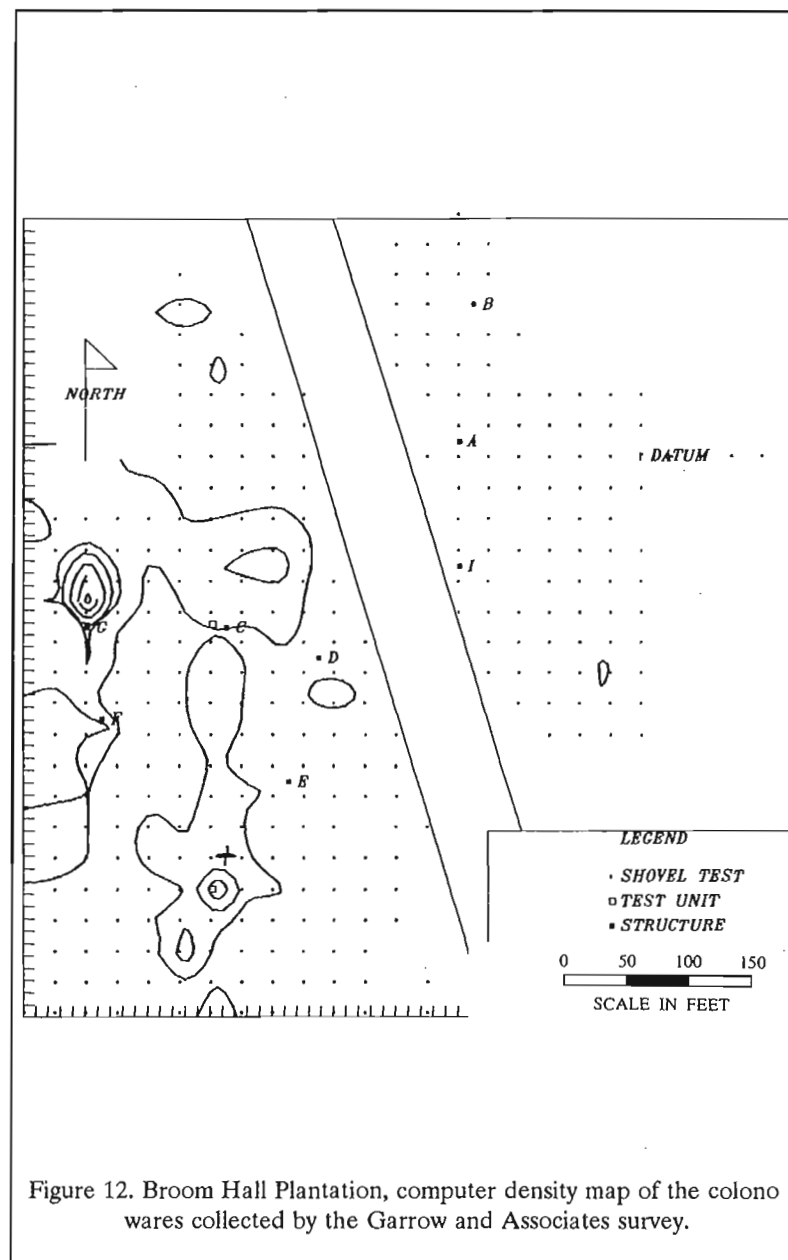 B
NORTH
A
DATUM
I
G
C
D
F
E
LEGEND
· SHOVEL TEST
□ TEST UNIT
▪ STRUCTURE
0 50 100 150
SCALE IN FEET
Figure 12. Broom Hall Plantation, computer density map of the colono
wares collected by the Garrow and Associates survey.